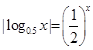 |log₀.₅ x| = (1/2)ˣ